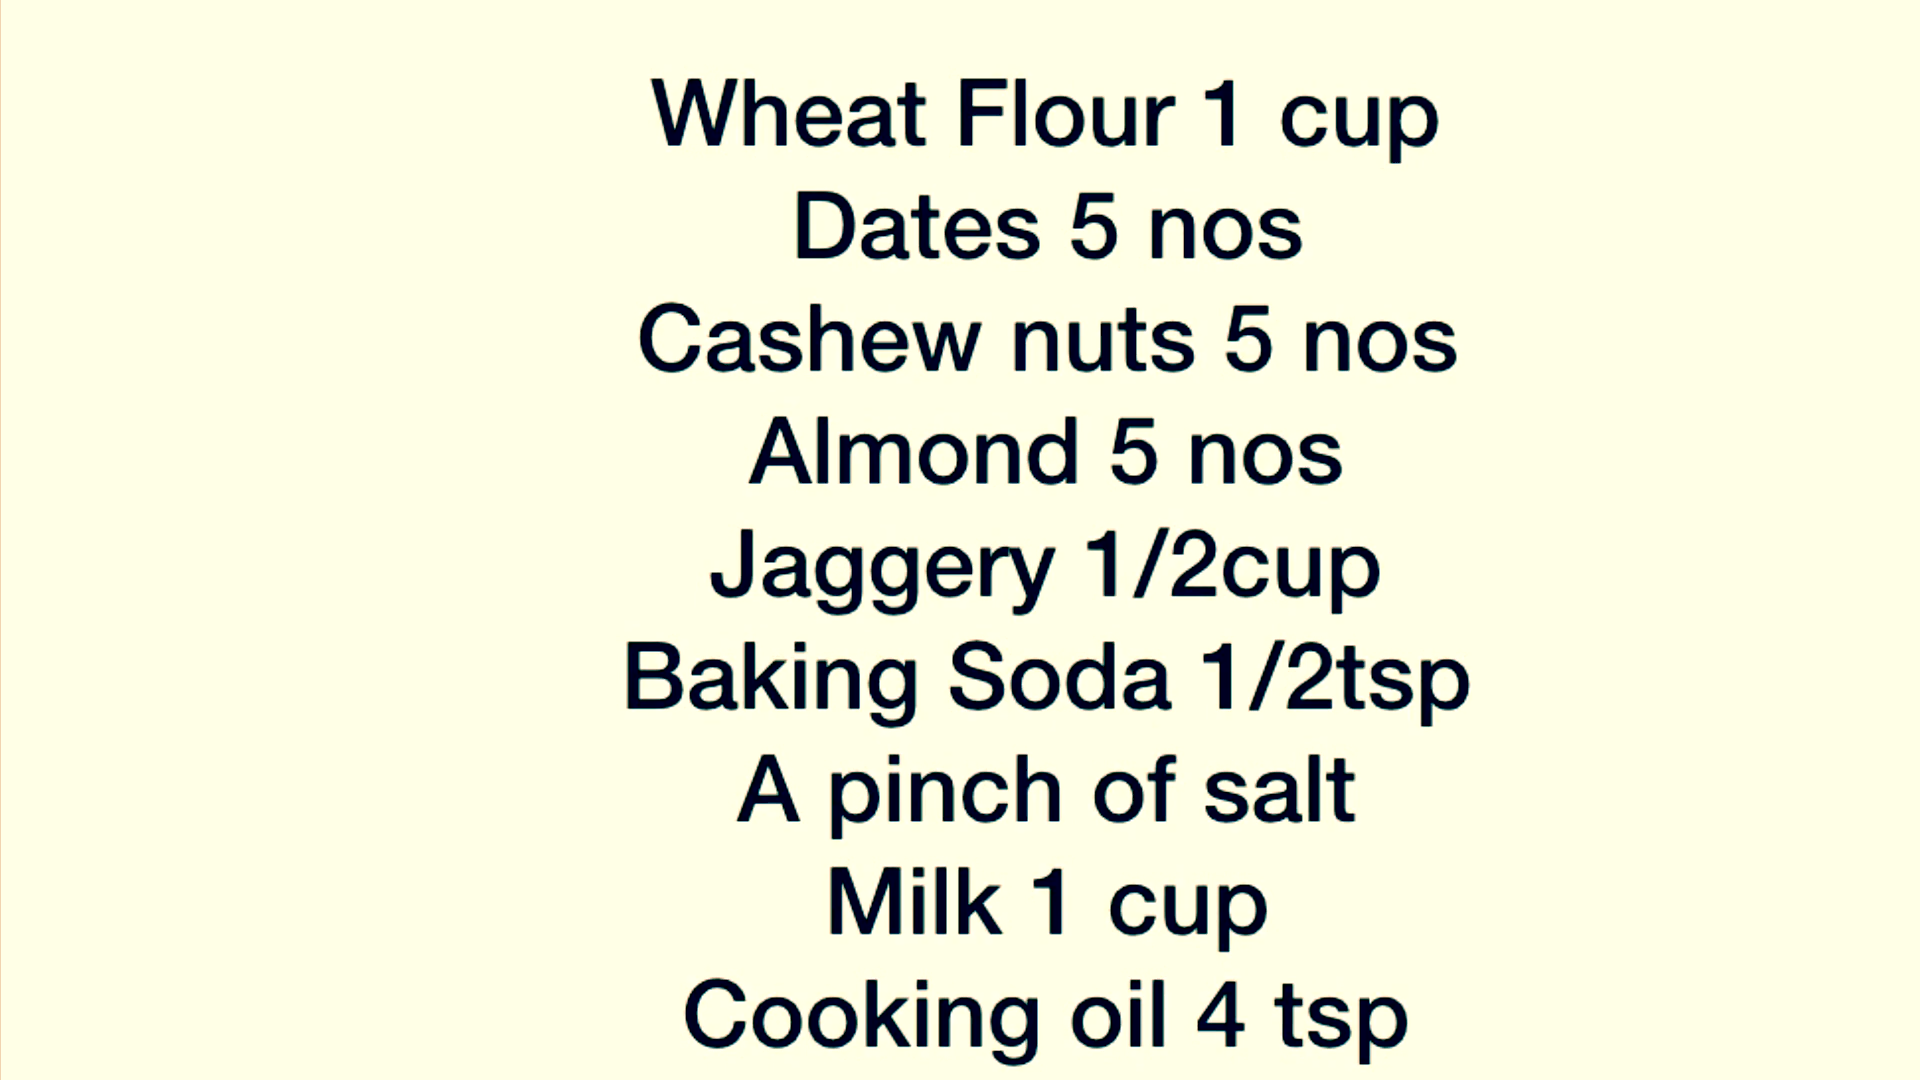 Wheat Flour 1 cup
Dates 5 nos
Cashew nuts 5 nos
Almond 5 nos
Jaggery 1/2cup
Baking Soda 1/2tsp
A pinch of salt
Milk 1 cup
Cooking oil 4 tsp